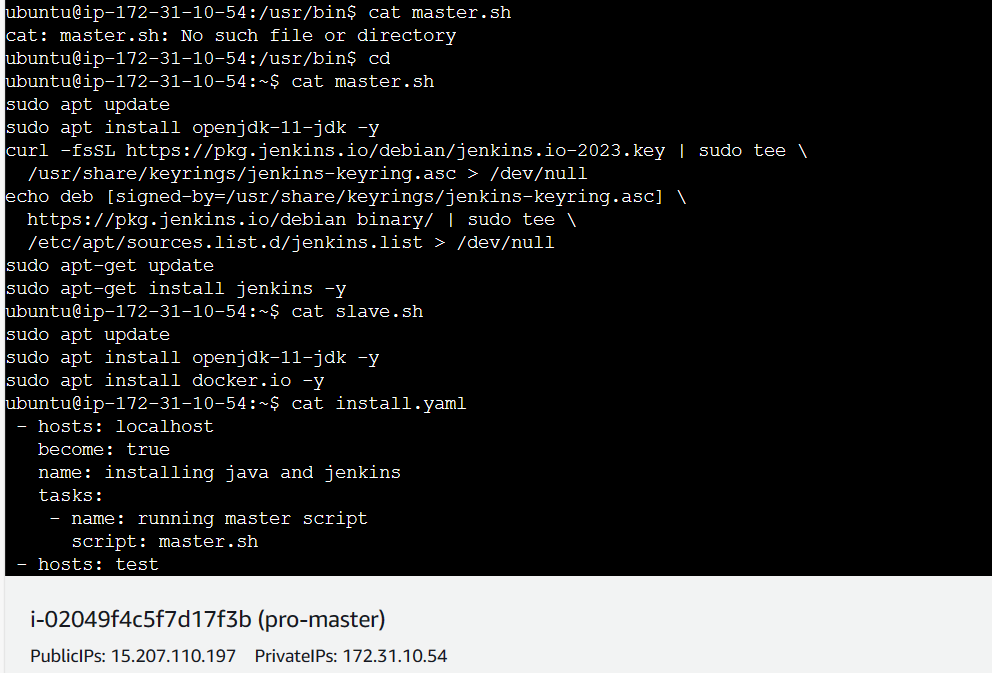 ubuntu@ip-172-31-10-54:/usr/bin$ cat master.sh
cat: master.sh: No such file or directory
ubuntu@ip-172-31-10-54:/usr/bin$ cd
ubuntu@ip-172-31-10-54:~$ cat master.sh
sudo apt update
sudo apt install openjdk-11-jdk -y
curl -fsSL https://pkg.jenkins.io/debian/jenkins.io-2023.key | sudo tee \
  /usr/share/keyrings/jenkins-keyring.asc > /dev/null
echo deb [signed-by=/usr/share/keyrings/jenkins-keyring.asc] \
  https://pkg.jenkins.io/debian binary/ | sudo tee \
  /etc/apt/sources.list.d/jenkins.list > /dev/null
sudo apt-get update
sudo apt-get install jenkins -y
ubuntu@ip-172-31-10-54:~$ cat slave.sh
sudo apt update
sudo apt install openjdk-11-jdk -y
sudo apt install docker.io -y
ubuntu@ip-172-31-10-54:~$ cat install.yaml
 - hosts: localhost
   become: true
   name: installing java and jenkins
   tasks:
    - name: running master script
      script: master.sh
 - hosts: test
i-02049f4c5f7d17f3b (pro-master)
PublicIPs: 15.207.110.197 PrivateIPs: 172.31.10.54